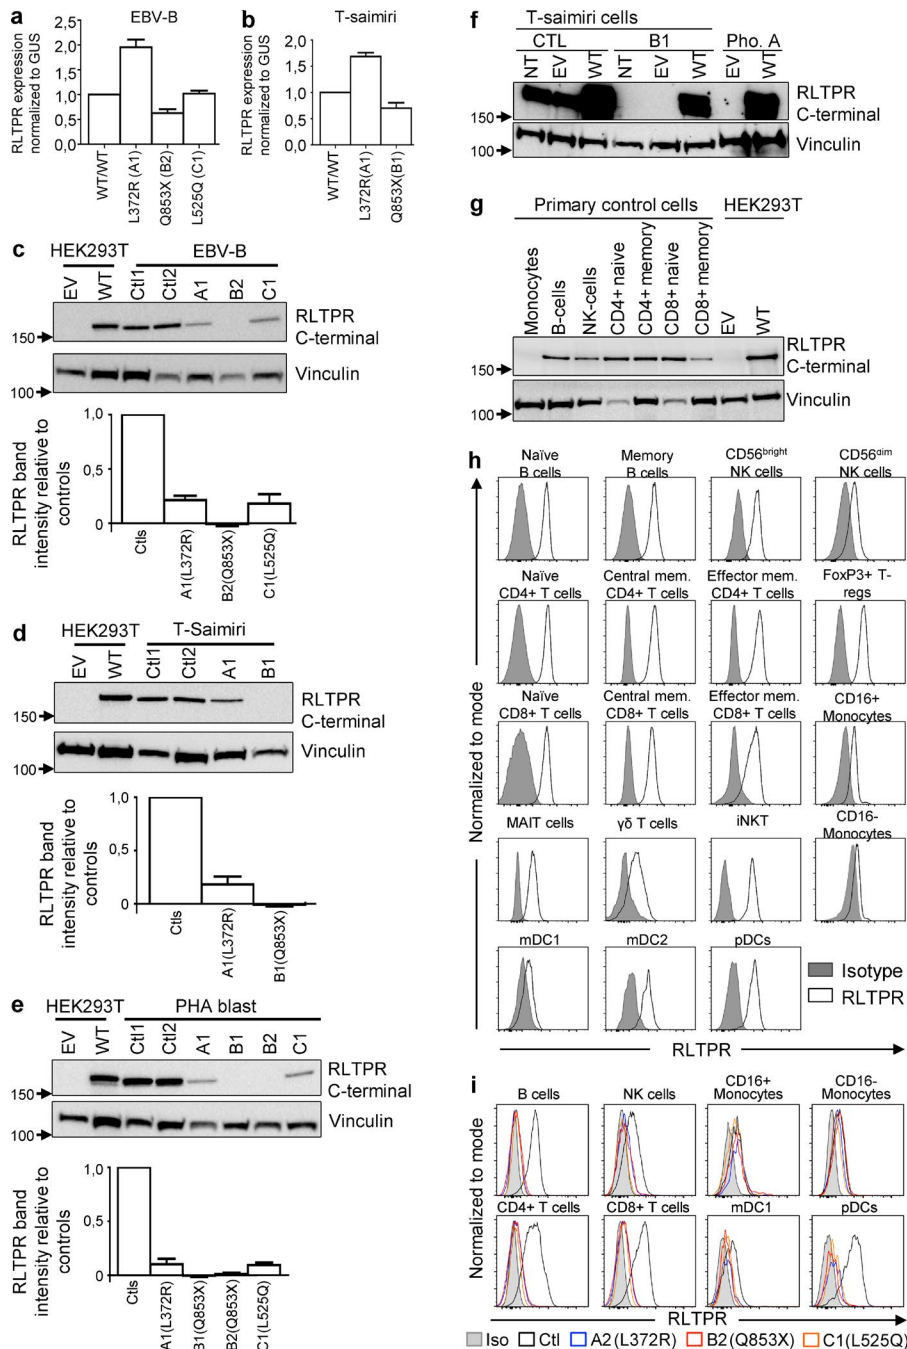 a
EBV-B
RLTPR expression
normalized to GUS
2,5
2,0
1,5
1,0
0,5
0,0
WT/WT
L372R (A1)
Q853X (B2)
L525Q (C1)
b
T-saimiri
RLTPR expression
normalized to GUS
2,0
1,5
1,0
0,5
0,0
WT/WT
L372R(A1)
Q853X(B1)
c
HEK293T
EBV-B
EV
WT
Ctl1
Ctl2
A1
B2
C1
150
RLTPR
C-terminal
100
Vinculin
RLTPR band
intensity relative to
controls
1,0
0,5
0
Ctls
A1(L372R)
B2(Q853X)
C1(L525Q)
d
HEK293T
T-Saimiri
EV
WT
Ctl1
Ctl2
A1
B1
150
RLTPR
C-terminal
100
Vinculin
RLTPR band
intensity relative to
controls
1,0
0,5
0
Ctls
A1(L372R)
B1(Q853X)
e
HEK293T
PHA blast
EV
WT
Ctl1
Ctl2
A1
B1
B2
C1
150
RLTPR
C-terminal
100
Vinculin
RLTPR band
intensity relative to
controls
1,0
0,5
0
Ctls
A1(L372R)
B1(Q853X)
B2(Q853X)
C1(L525Q)
f
T-saimiri cells
CTL
B1
Pho. A
NT
EV
WT
NT
EV
WT
EV
WT
150
RLTPR
C-terminal
100
Vinculin
g
Primary control cells
HEK293T
Monocytes
B-cells
NK-cells
CD4+ naive
CD4+ memory
CD8+ naive
CD8+ memory
EV
WT
150
RLTPR
C-terminal
100
Vinculin
h
Normalized to mode
Naïve
B cells
Memory
B cells
CD56bright
NK cells
CD56dim
NK cells
Naïve
CD4+ T cells
Central mem.
CD4+ T cells
Effector mem.
CD4+ T cells
FoxP3+ T-
regs
Naïve
CD8+ T cells
Central mem.
CD8+ T cells
Effector mem.
CD8+ T cells
CD16+
Monocytes
MAIT cells
γδ T cells
iNKT
CD16-
Monocytes
mDC1
mDC2
pDCs
Isotype
RLTPR
RLTPR
i
Normalized to mode
B cells
NK cells
CD16+
Monocytes
CD16-
Monocytes
CD4+ T cells
CD8+ T cells
mDC1
pDCs
RLTPR
Iso
Ctl
A2(L372R)
B2(Q853X)
C1(L525Q)